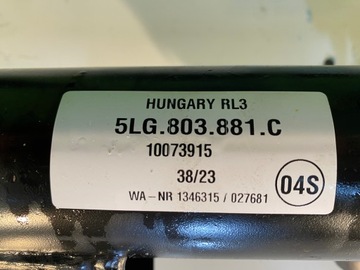 HUNGARY RL3
5LG.803.881.C
10073915
38/23
04S
WA – NR 1346315 / 027681